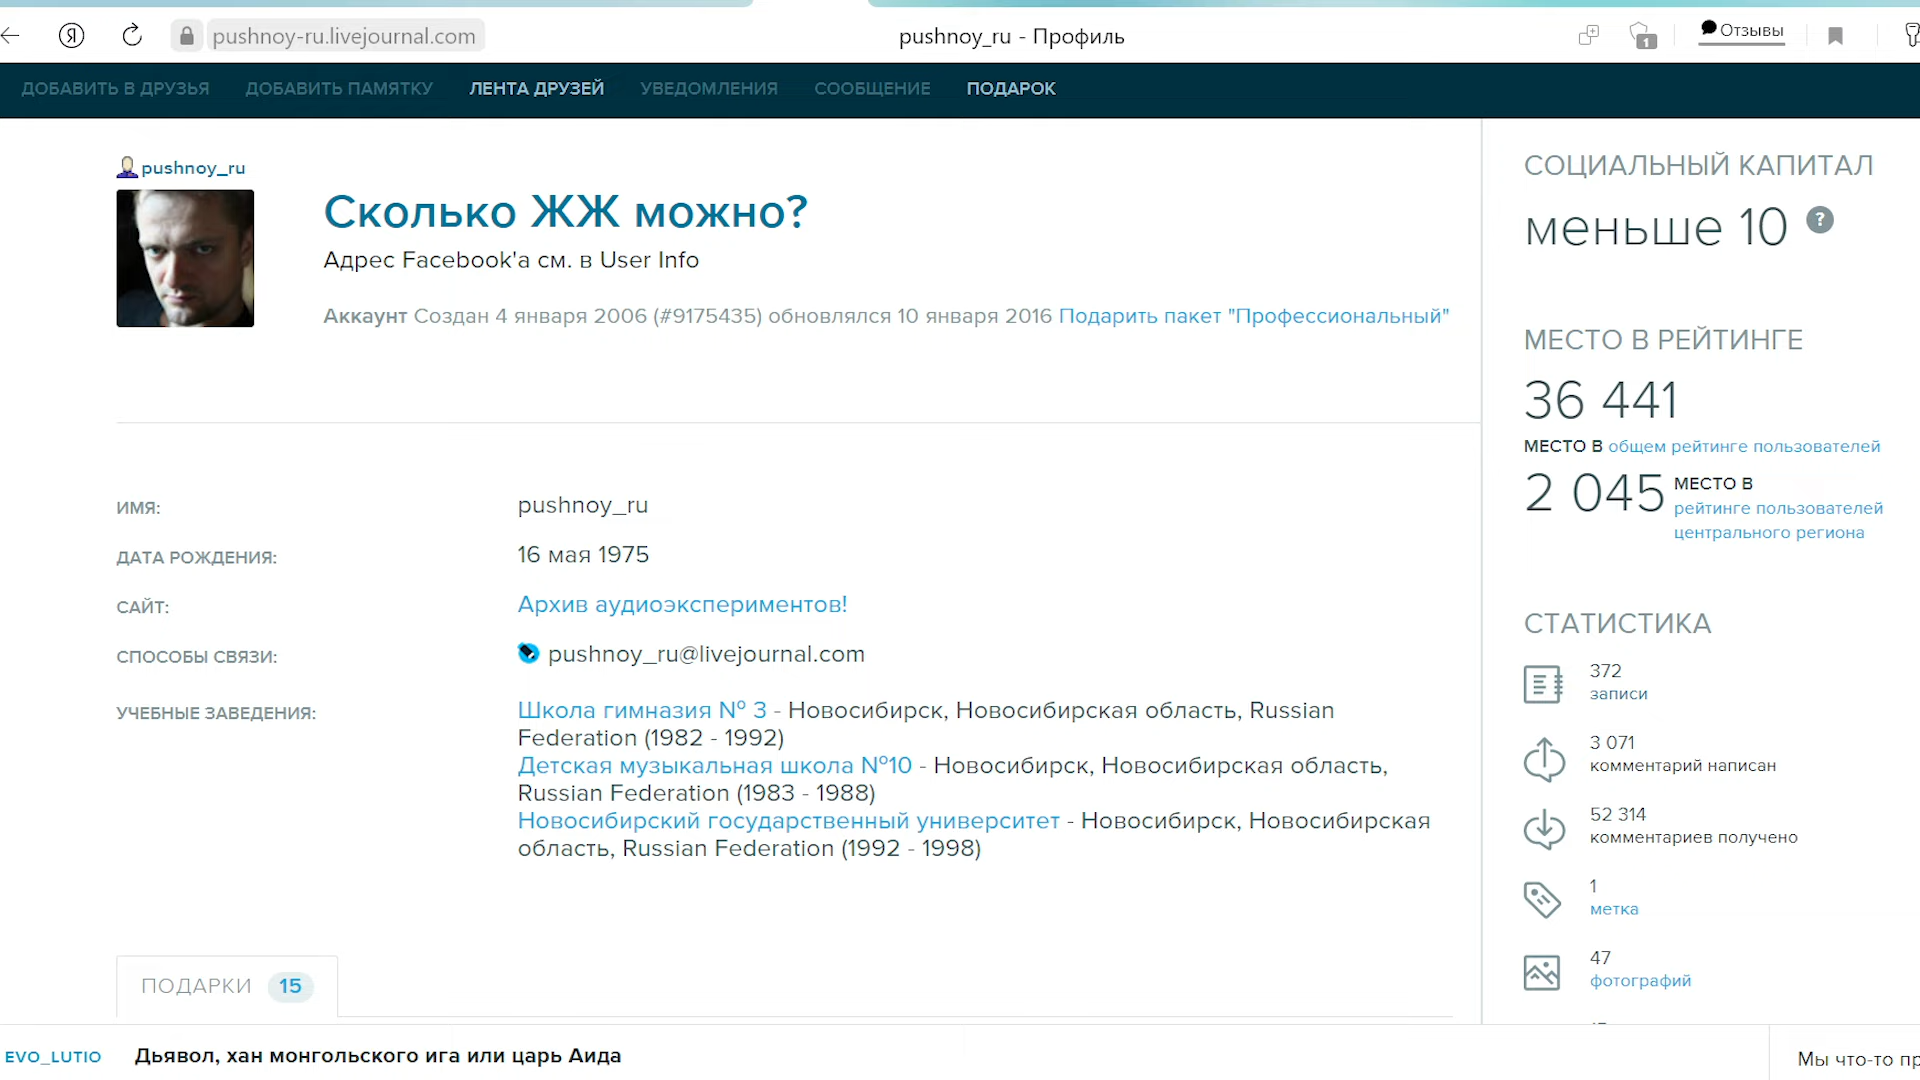 pushnoy-ru.livejournal.com
pushnoy_ru - Профиль
1
Отзывы
ДОБАВИТЬ В ДРУЗЬЯ
ДОБАВИТЬ ПАМЯТКУ
ЛЕНТА ДРУЗЕЙ
УВЕДОМЛЕНИЯ
СООБЩЕНИЕ
ПОДАРОК
pushnoy_ru
Сколько ЖЖ можно?
Адрес Facebook'а см. в User Info
Аккаунт Создан 4 января 2006 (#9175435) обновлялся 10 января 2016 Подарить пакет "Профессиональный"
ИМЯ: pushnoy_ru
ДАТА РОЖДЕНИЯ: 16 мая 1975
САЙТ: Архив аудиоэкспериментов!
СПОСОБЫ СВЯЗИ: pushnoy_ru@livejournal.com
УЧЕБНЫЕ ЗАВЕДЕНИЯ: Школа гимназия № 3 - Новосибирск, Новосибирская область, Russian
Federation (1982 - 1992)
Детская музыкальная школа №10 - Новосибирск, Новосибирская область,
Russian Federation (1983 - 1988)
Новосибирский государственный университет - Новосибирск, Новосибирская
область, Russian Federation (1992 - 1998)
ПОДАРКИ 15
СОЦИАЛЬНЫЙ КАПИТАЛ
меньше 10 ?
МЕСТО В РЕЙТИНГЕ
36 441
МЕСТО В общем рейтинге пользователей
2 045 МЕСТО В
рейтинге пользователей
центрального региона
СТАТИСТИКА
372
записи
3 071
комментарий написан
52 314
комментариев получено
1
метка
47
фотографий
EVO_LUTIO
Дьявол, хан монгольского ига или царь Аида
Мы что-то пр